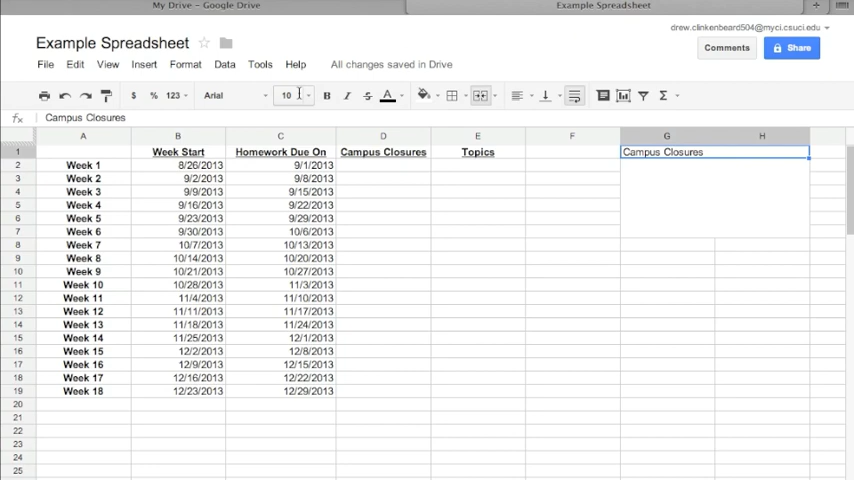 My Drive – Google Drive
Example Spreadsheet
drew.clinkenbeard504@myci.csuci.edu
Example Spreadsheet
Comments
Share
File Edit View Insert Format Data Tools Help All changes saved in Drive
$ % 123 Arial 10 B I S A Σ
fx Campus Closures
A B C D E F G H
1 Week Start Homework Due On Campus Closures Topics Campus Closures
2 Week 1 8/26/2013 9/1/2013
3 Week 2 9/2/2013 9/8/2013
4 Week 3 9/9/2013 9/15/2013
5 Week 4 9/16/2013 9/22/2013
6 Week 5 9/23/2013 9/29/2013
7 Week 6 9/30/2013 10/6/2013
8 Week 7 10/7/2013 10/13/2013
9 Week 8 10/14/2013 10/20/2013
10 Week 9 10/21/2013 10/27/2013
11 Week 10 10/28/2013 11/3/2013
12 Week 11 11/4/2013 11/10/2013
13 Week 12 11/11/2013 11/17/2013
14 Week 13 11/18/2013 11/24/2013
15 Week 14 11/25/2013 12/1/2013
16 Week 15 12/2/2013 12/8/2013
17 Week 16 12/9/2013 12/15/2013
18 Week 17 12/16/2013 12/22/2013
19 Week 18 12/23/2013 12/29/2013
20
21
22
23
24
25